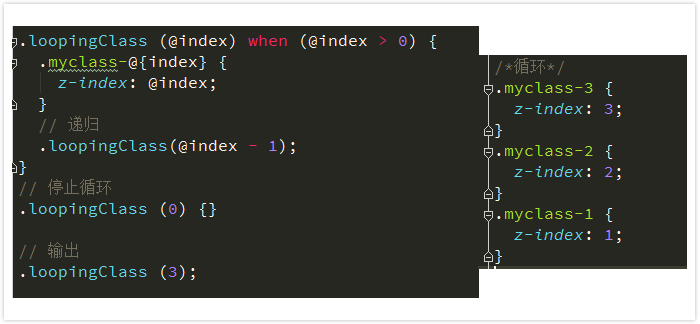 .loopingClass (@index) when (@index > 0) {
  .myclass-@{index} {
    z-index: @index;
  }
  // 递归
  .loopingClass(@index - 1);
}
// 停止循环
.loopingClass (0) {}

// 输出
.loopingClass (3);
/*循环*/
.myclass-3 {
  z-index: 3;
}
.myclass-2 {
  z-index: 2;
}
.myclass-1 {
  z-index: 1;
}